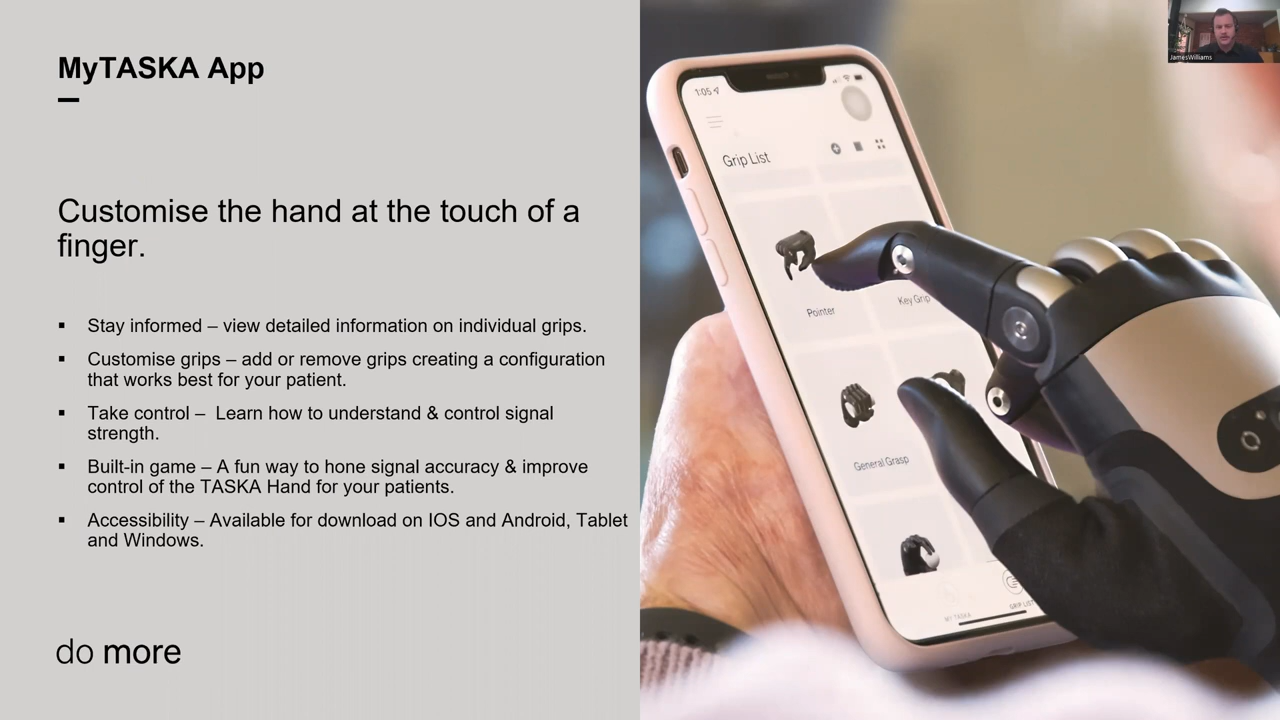 MyTASKA App
Customise the hand at the touch of a
finger.
▪ Stay informed – view detailed information on individual grips.
▪ Customise grips – add or remove grips creating a configuration
that works best for your patient.
▪ Take control –  Learn how to understand & control signal
strength.
▪ Built-in game – A fun way to hone signal accuracy & improve
control of the TASKA Hand for your patients.
▪ Accessibility – Available for download on IOS and Android, Tablet
and Windows.
do more
1:05
Grip List
Pointer
Key Grip
General Grasp
MY TASKA
GRIP LIST
JamesWilliams